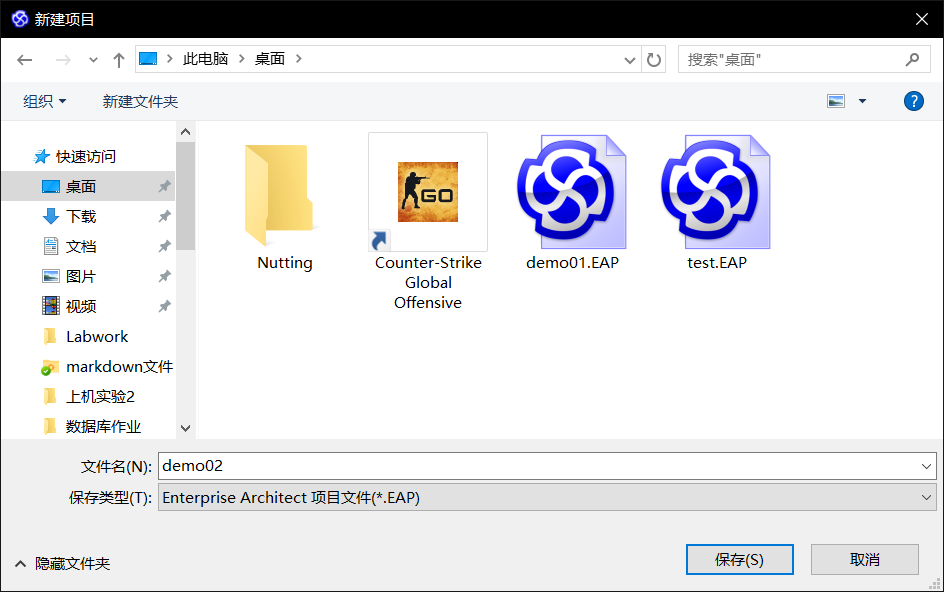 新建项目
此电脑
桌面
搜索"桌面"
组织
新建文件夹
?
快速访问
桌面
下载
文档
图片
视频
Labwork
markdown文件
上机实验2
数据库作业
Nutting
GO
Counter-Strike
Global
Offensive
demo01.EAP
test.EAP
文件名(N):
demo02
保存类型(T):
Enterprise Architect 项目文件(*.EAP)
隐藏文件夹
保存(S)
取消